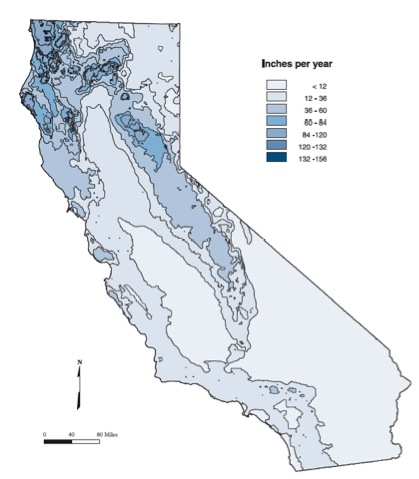 Inches per year
< 12
12 - 36
36 - 60
60 - 84
84 -120
120 -132
132 -156
N
0 40 80 Miles